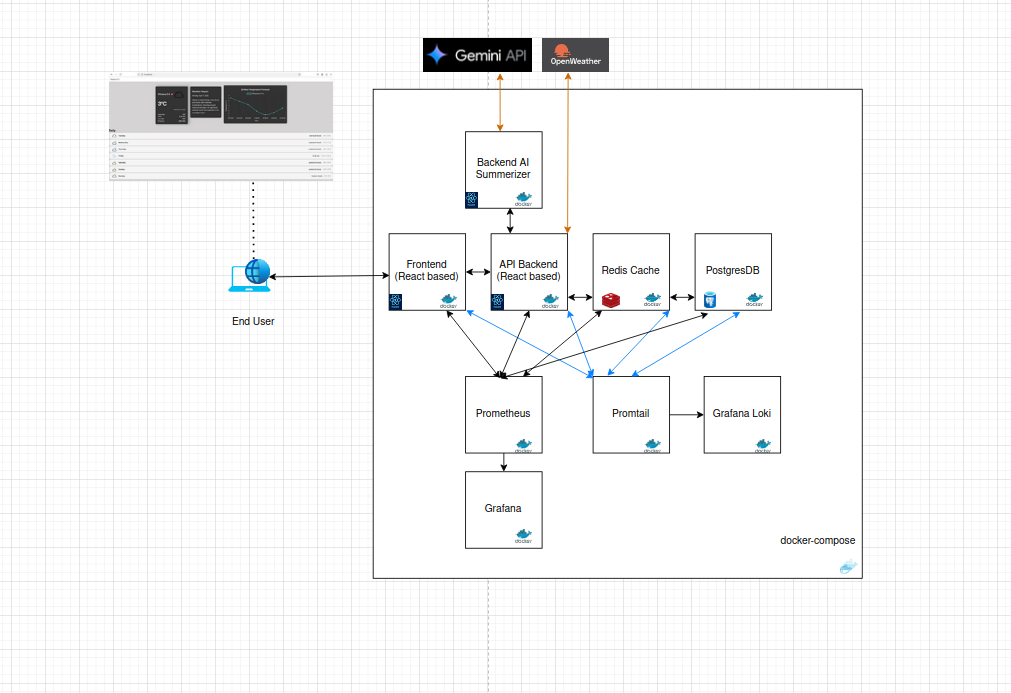 Gemini API
OpenWeather
3°C
Backend AI
Summerizer
docker
Frontend
(React based)
docker
API Backend
(React based)
docker
Redis Cache
docker
PostgresDB
docker
End User
Prometheus
docker
Promtail
docker
Grafana Loki
docker
Grafana
docker
docker-compose